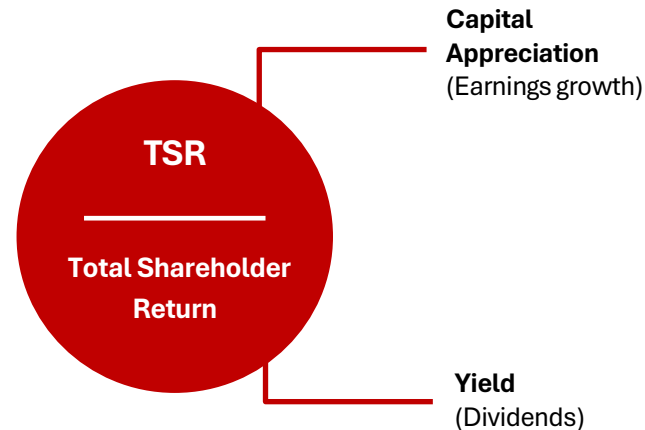 Capital
Appreciation
(Earnings growth)
TSR
Total Shareholder
Return
Yield
(Dividends)